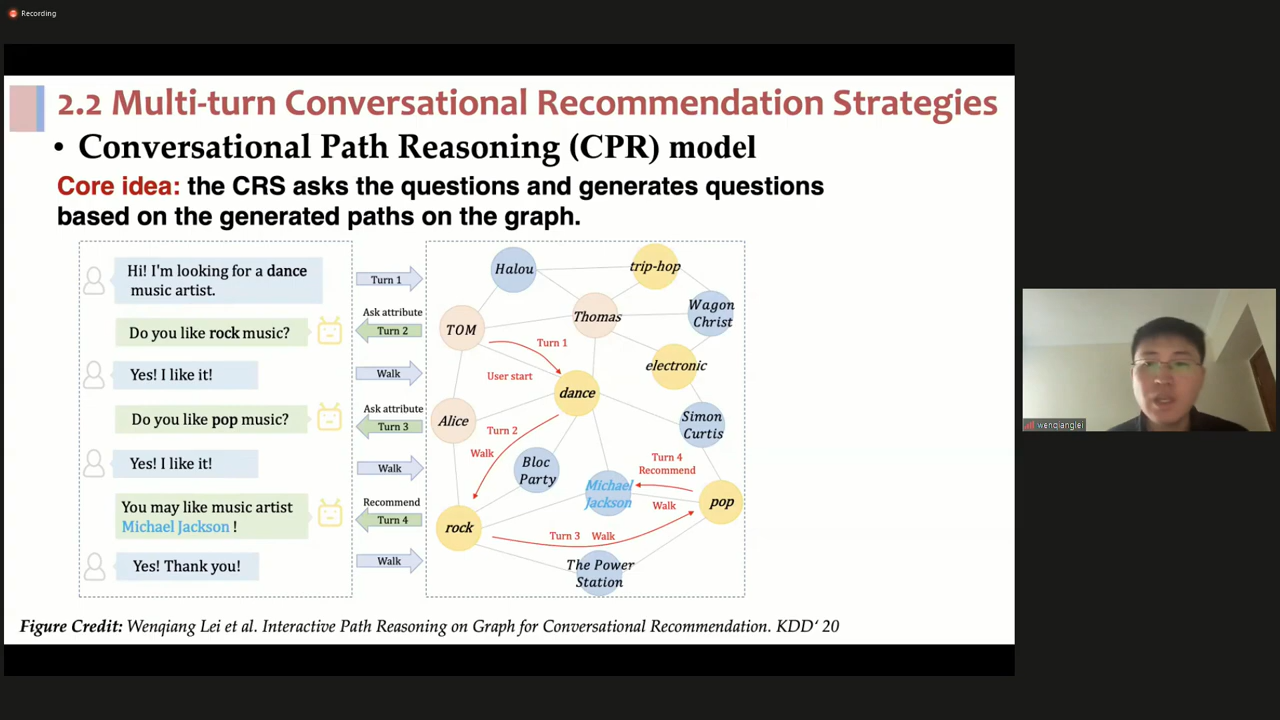 Recording
2.2 Multi-turn Conversational Recommendation Strategies
• Conversational Path Reasoning (CPR) model
Core idea: the CRS asks the questions and generates questions
based on the generated paths on the graph.
Hi! I'm looking for a dance
music artist.
Do you like rock music?
Yes! I like it!
Do you like pop music?
Yes! I like it!
You may like music artist
Michael Jackson !
Yes! Thank you!
Turn 1
Ask attribute
Turn 2
Walk
Ask attribute
Turn 3
Walk
Recommend
Turn 4
Walk
Halou
trip-hop
Wagon
Christ
TOM
Thomas
Turn 1
User start
electronic
dance
Alice
Simon
Curtis
Turn 2
Walk
Bloc
Party
Turn 4
Recommend
Michael
Jackson
Walk
pop
rock
Turn 3 Walk
The Power
Station
Figure Credit: Wenqiang Lei et al. Interactive Path Reasoning on Graph for Conversational Recommendation. KDD‘ 20
wenqianglei